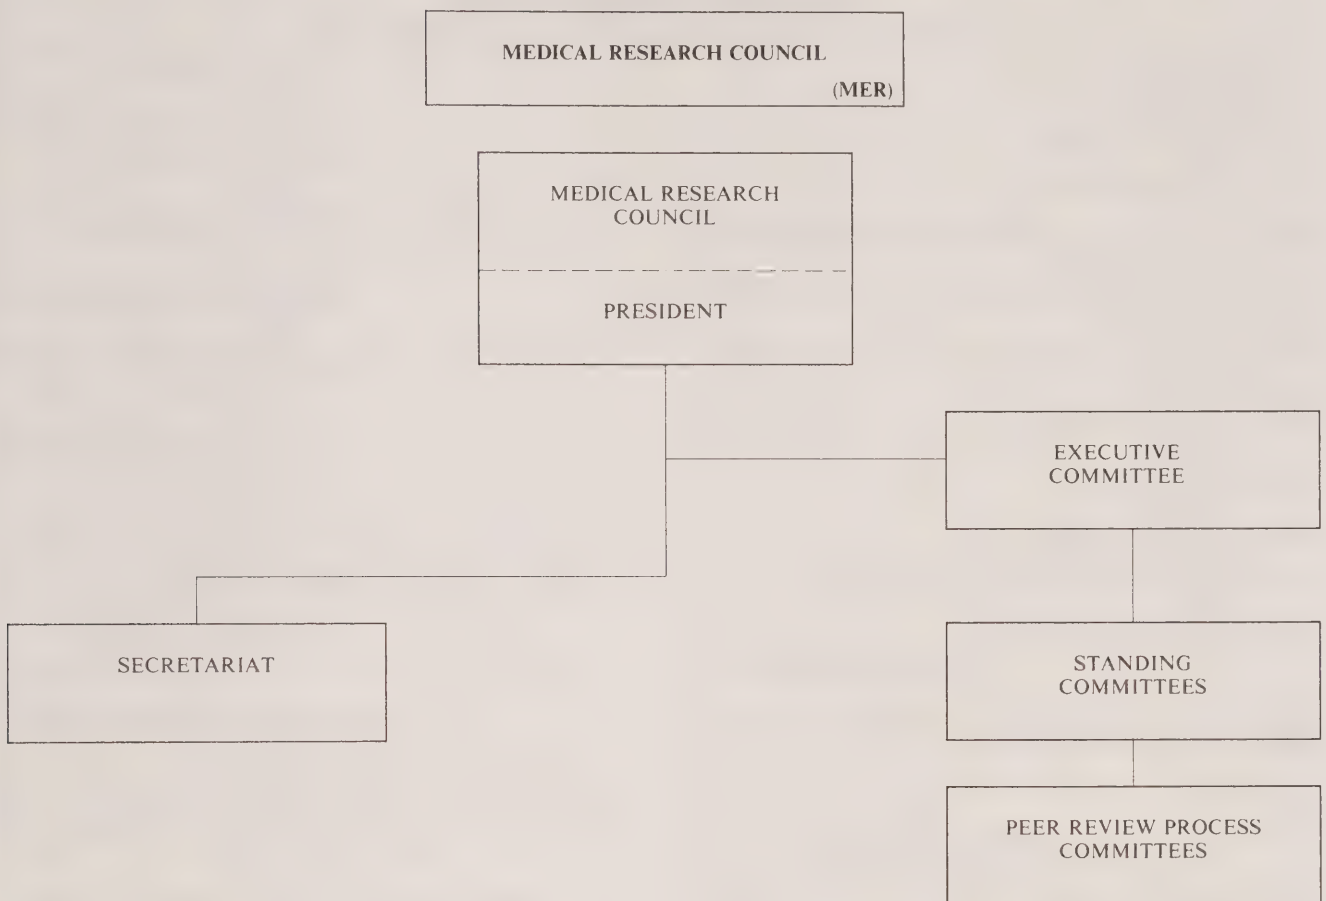 MEDICAL RESEARCH COUNCIL
(MER)
MEDICAL RESEARCH
COUNCIL
PRESIDENT
EXECUTIVE
COMMITTEE
SECRETARIAT
STANDING
COMMITTEES
PEER REVIEW PROCESS
COMMITTEES